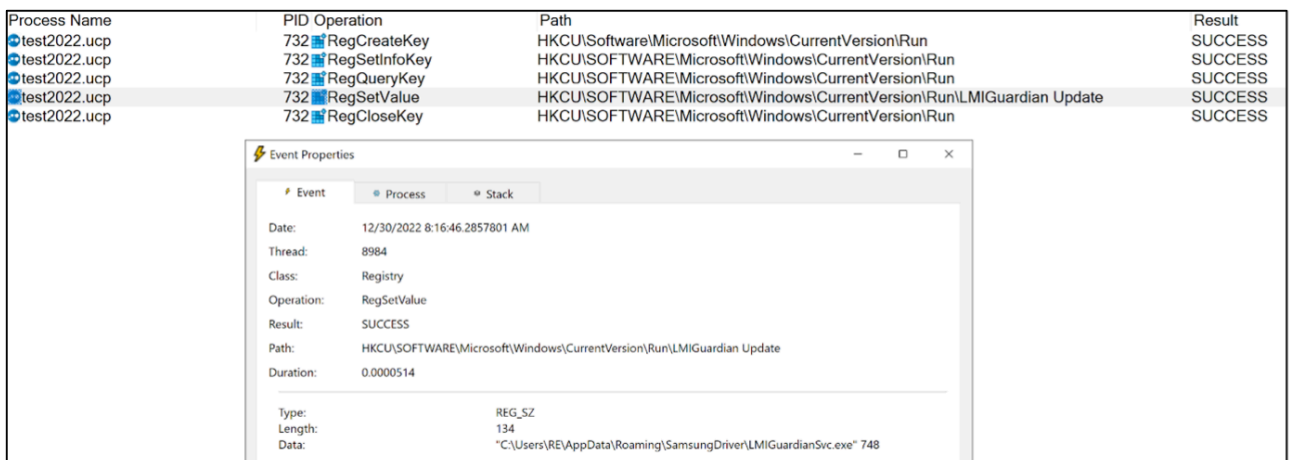 Process Name PID Operation Path Result
test2022.ucp 732 RegCreateKey HKCU\Software\Microsoft\Windows\CurrentVersion\Run SUCCESS
test2022.ucp 732 RegSetInfoKey HKCU\SOFTWARE\Microsoft\Windows\CurrentVersion\Run SUCCESS
test2022.ucp 732 RegQueryKey HKCU\SOFTWARE\Microsoft\Windows\CurrentVersion\Run SUCCESS
test2022.ucp 732 RegSetValue HKCU\SOFTWARE\Microsoft\Windows\CurrentVersion\Run\LMIGuardian Update SUCCESS
test2022.ucp 732 RegCloseKey HKCU\SOFTWARE\Microsoft\Windows\CurrentVersion\Run SUCCESS
Event Properties
Event Process Stack
Date: 12/30/2022 8:16:46.2857801 AM
Thread: 8984
Class: Registry
Operation: RegSetValue
Result: SUCCESS
Path: HKCU\SOFTWARE\Microsoft\Windows\CurrentVersion\Run\LMIGuardian Update
Duration: 0.0000514
Type: REG_SZ
Length: 134
Data: "C:\Users\RE\AppData\Roaming\SamsungDriver\LMIGuardianSvc.exe" 748